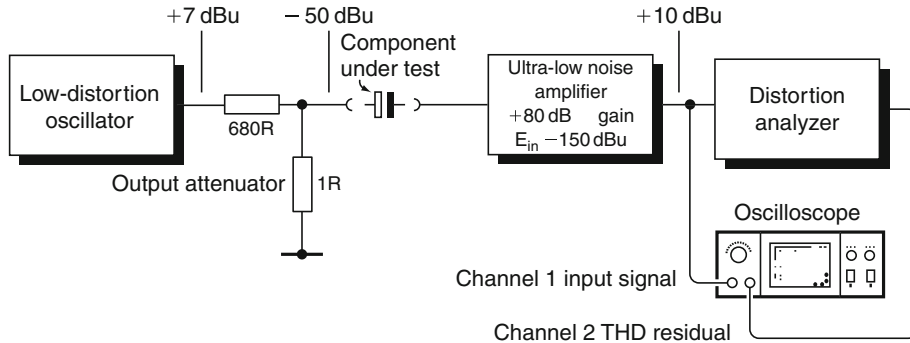 +7 dBu
− 50 dBu
+10 dBu
Component
under test
Low-distortion
oscillator
680R
Ultra-low noise
amplifier
+80 dB gain
Ein −150 dBu
Distortion
analyzer
Output attenuator
1R
Oscilloscope
Channel 1 input signal
Channel 2 THD residual